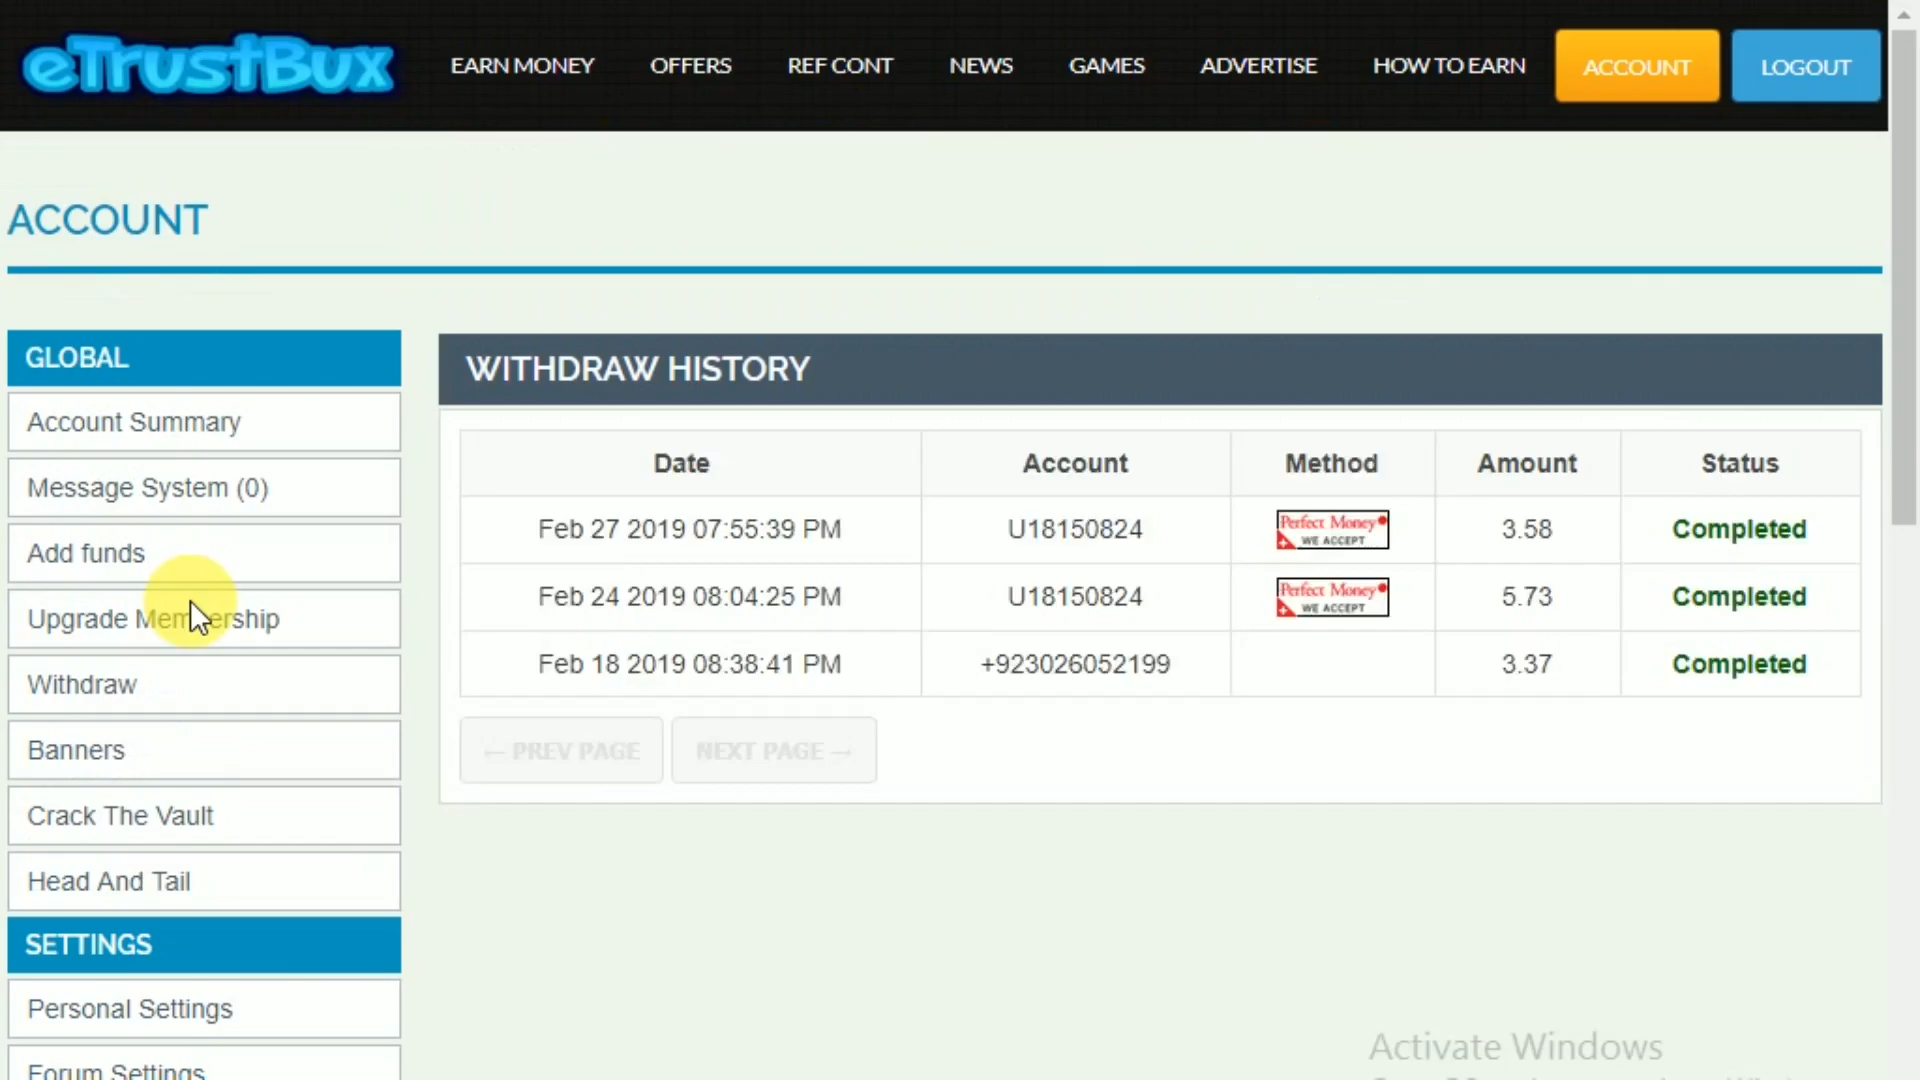 eTrustBux
EARN MONEY OFFERS REF CONT NEWS GAMES ADVERTISE HOW TO EARN ACCOUNT LOGOUT
ACCOUNT
GLOBAL
Account Summary
Message System (0)
Add funds
Upgrade Membership
Withdraw
Banners
Crack The Vault
Head And Tail
SETTINGS
Personal Settings
Forum Settings
WITHDRAW HISTORY
Date Account Method Amount Status
Feb 27 2019 07:55:39 PM U18150824 Perfect Money WE ACCEPT 3.58 Completed
Feb 24 2019 08:04:25 PM U18150824 Perfect Money WE ACCEPT 5.73 Completed
Feb 18 2019 08:38:41 PM +923026052199 3.37 Completed
← PREV PAGE NEXT PAGE →
Activate Windows